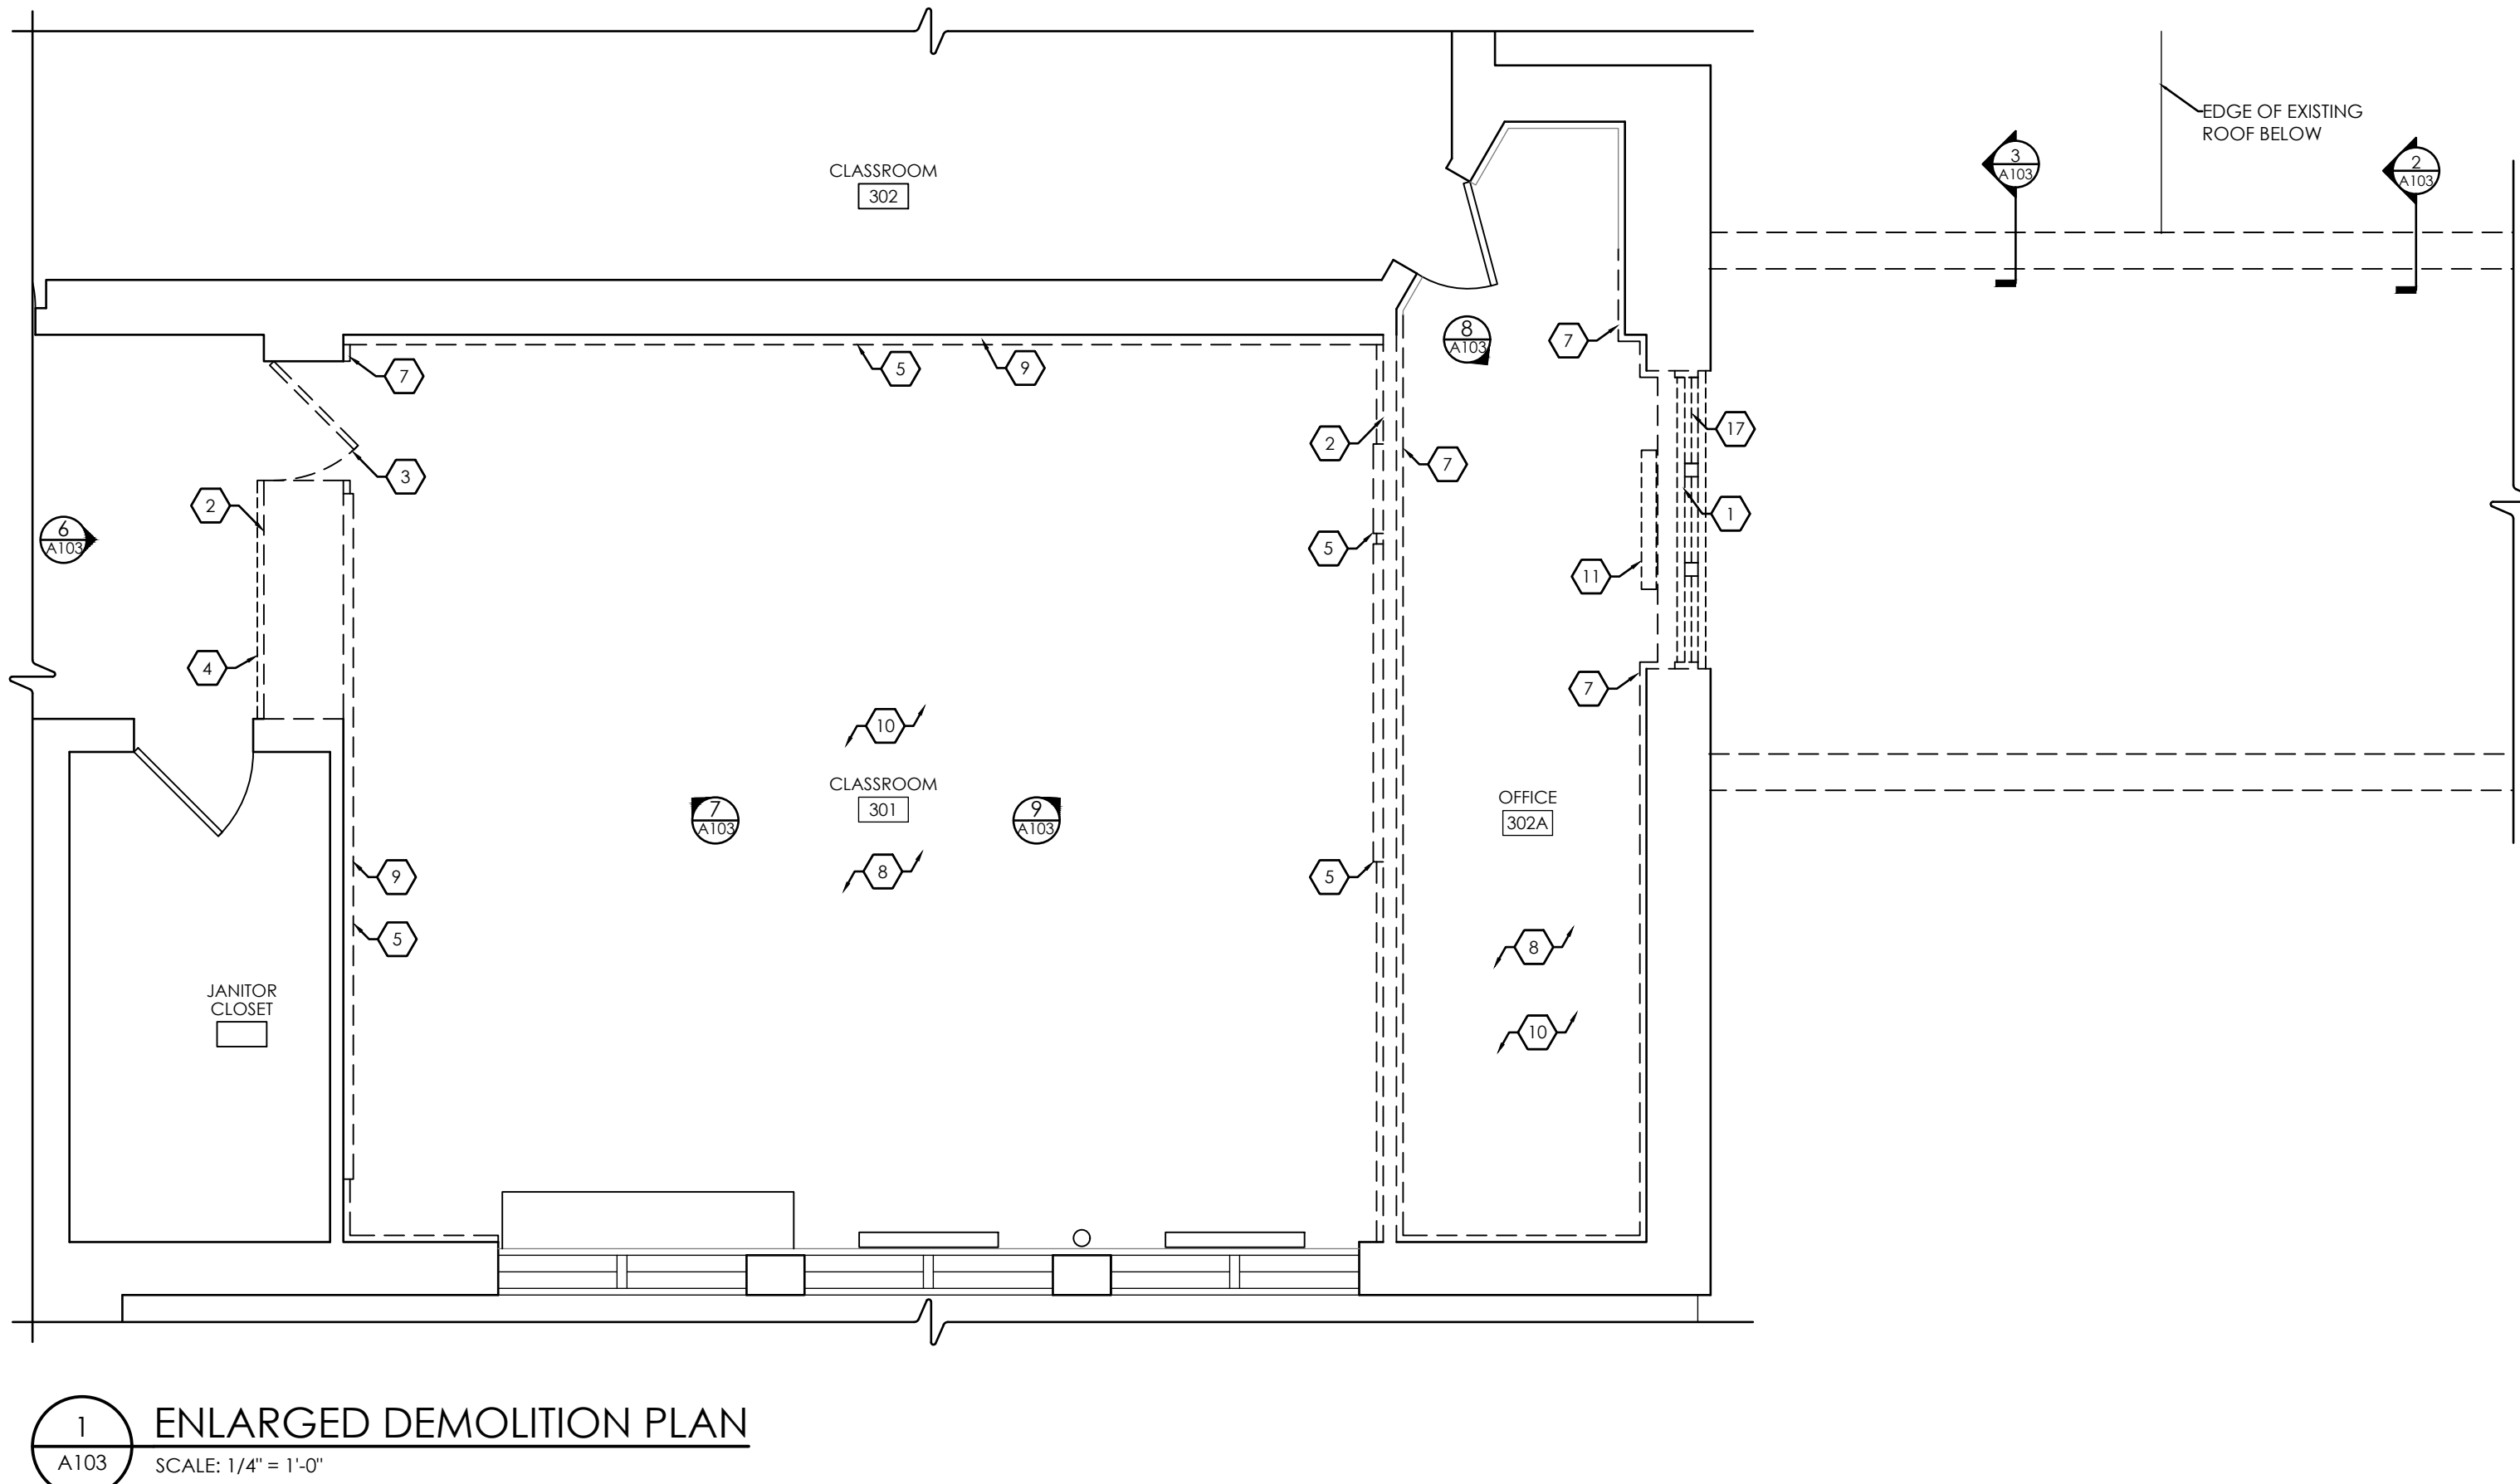 EDGE OF EXISTING
ROOF BELOW
3
A103
2
A103
CLASSROOM
302
8
A103
7
7
5
9
17
2
7
3
2
1
6
A103
5
11
4
7
10
CLASSROOM
301
7
A103
9
A103
OFFICE
302A
8
9
5
5
8
JANITOR
CLOSET
10
1
A103
ENLARGED DEMOLITION PLAN
SCALE: 1/4" = 1'-0"